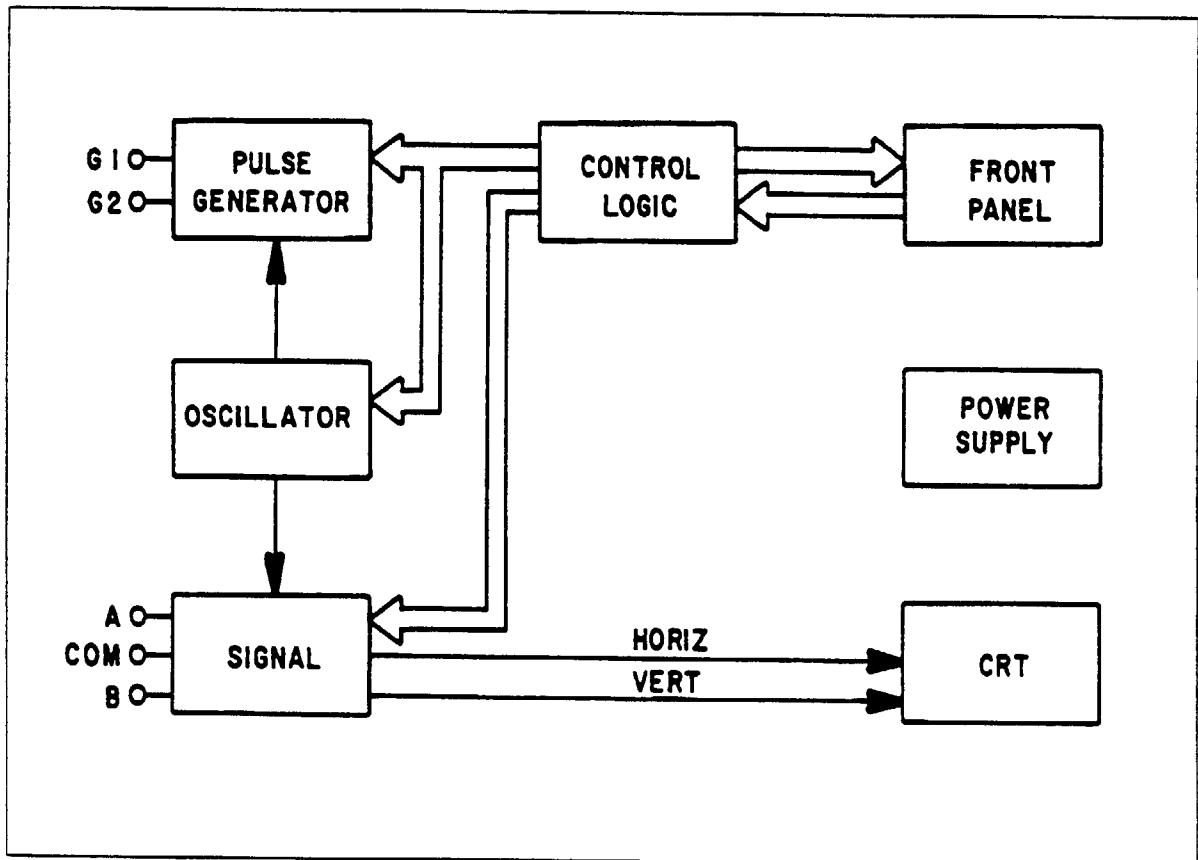 G1
G2
PULSE
GENERATOR
CONTROL
LOGIC
FRONT
PANEL
OSCILLATOR
POWER
SUPPLY
A
COM
B
SIGNAL
HORIZ
VERT
CRT